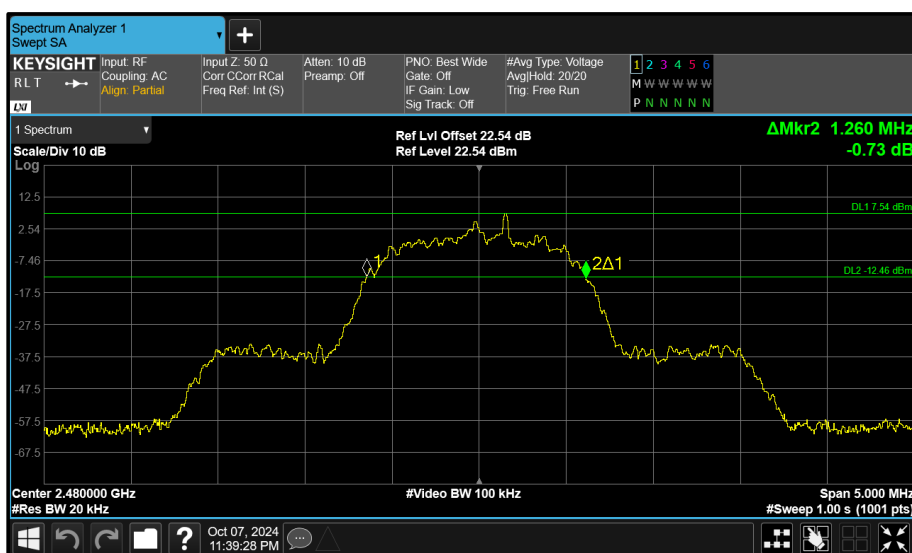 Spectrum Analyzer 1
Swept SA
+
KEYSIGHT
RLT
LXI
Input: RF
Coupling: AC
Align: Partial
Input Z: 50 Ω
Corr CCorr RCal
Freq Ref: Int (S)
Atten: 10 dB
Preamp: Off
PNO: Best Wide
Gate: Off
IF Gain: Low
Sig Track: Off
#Avg Type: Voltage
Avg|Hold: 20/20
Trig: Free Run
1 2 3 4 5 6
M W W W W W
P N N N N N
1 Spectrum
Scale/Div 10 dB
Log
Ref Lvl Offset 22.54 dB
Ref Level 22.54 dBm
ΔMkr2 1.260 MHz
-0.73 dB
12.5
DL1 7.54 dBm
2.54
-7.46
1
2Δ1
DL2 -12.46 dBm
-17.5
-27.5
-37.5
-47.5
-57.5
-67.5
Center 2.480000 GHz
#Video BW 100 kHz
Span 5.000 MHz
#Res BW 20 kHz
#Sweep 1.00 s (1001 pts)
?
Oct 07, 2024
11:39:28 PM